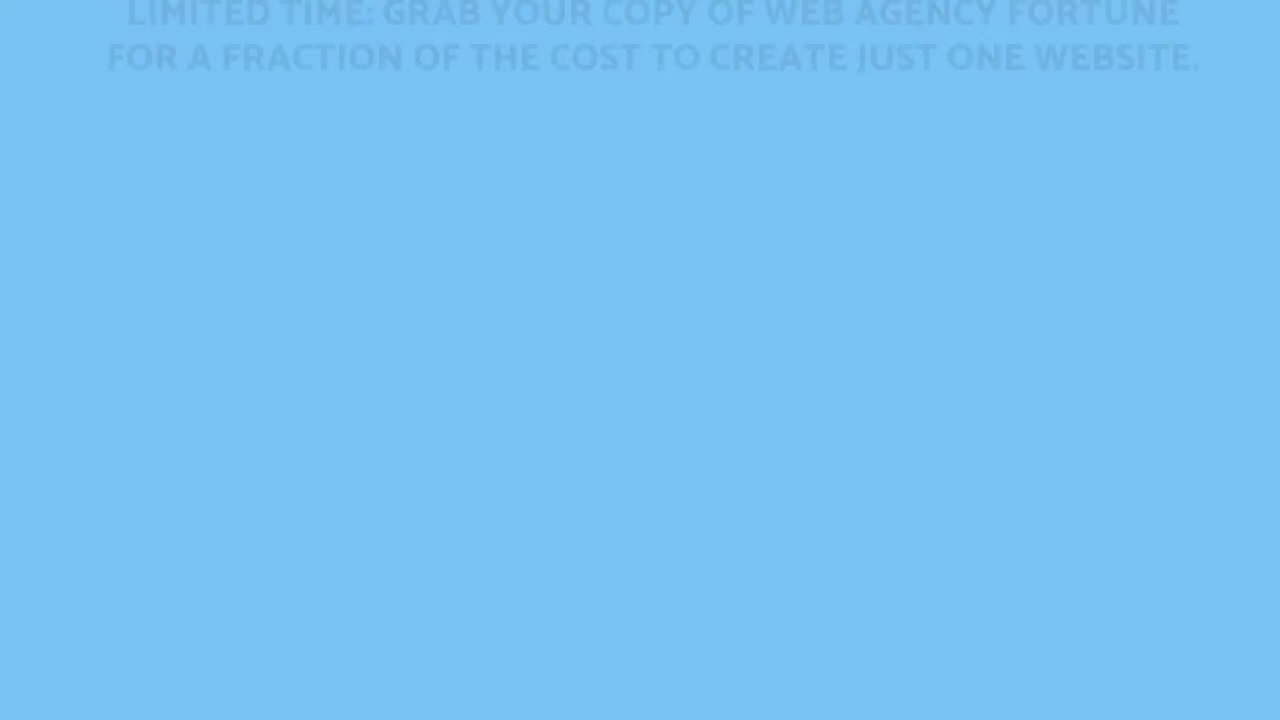 LIMITED TIME: GRAB YOUR COPY OF WEB AGENCY FORTUNE
FOR A FRACTION OF THE COST TO CREATE JUST ONE WEBSITE.